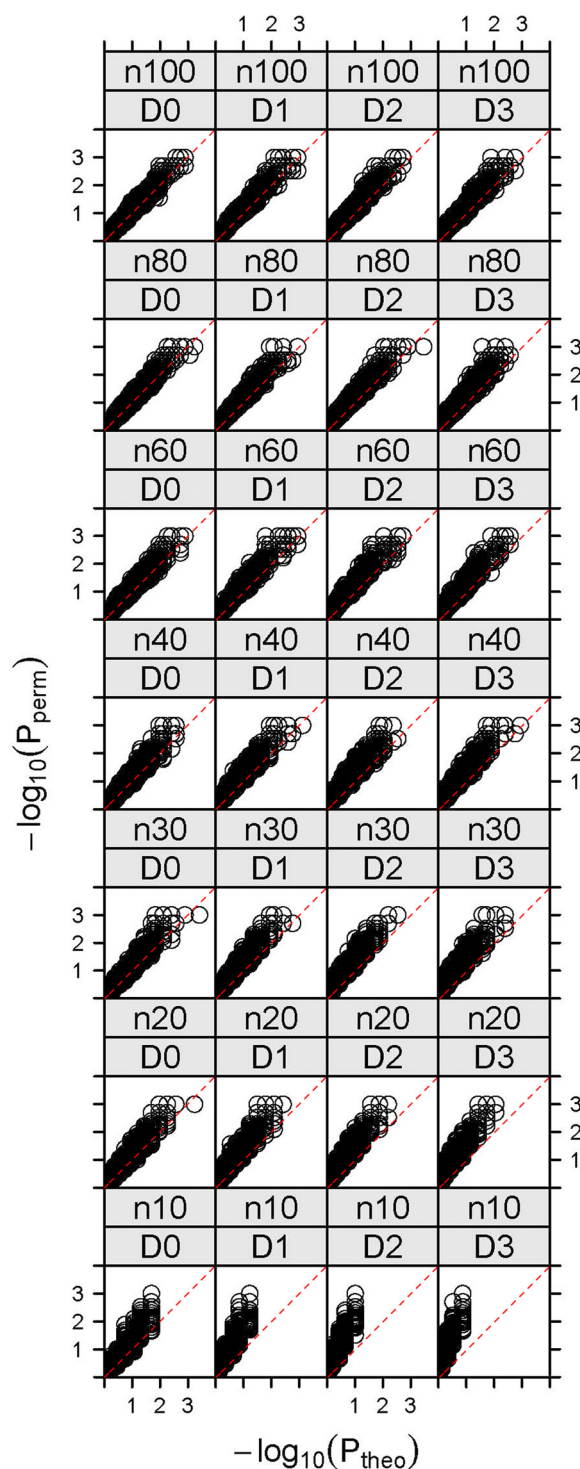 1 2 3 1 2 3
n100 n100 n100 n100
D0 D1 D2 D3
3
2
1
n80 n80 n80 n80
D0 D1 D2 D3
3
2
1
n60 n60 n60 n60
D0 D1 D2 D3
3
2
1
n40 n40 n40 n40
D0 D1 D2 D3
3
2
1
n30 n30 n30 n30
D0 D1 D2 D3
3
2
1
n20 n20 n20 n20
D0 D1 D2 D3
3
2
1
n10 n10 n10 n10
D0 D1 D2 D3
3
2
1
1 2 3 1 2 3
−log10(Pperm)
−log10(Ptheo)